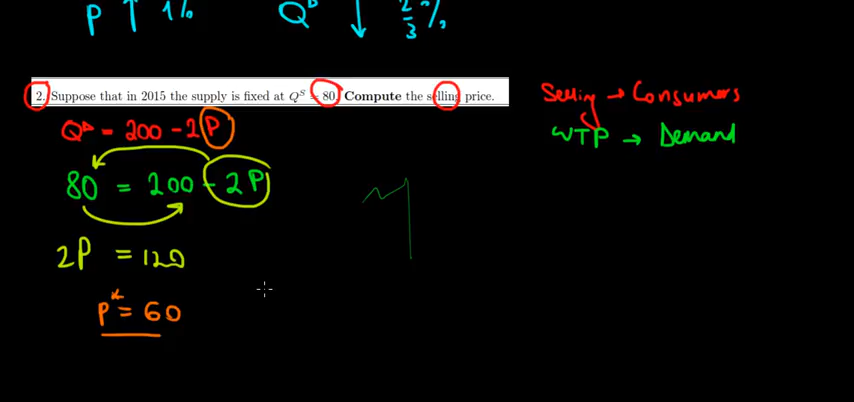 P ↑ 1% Q^D ↓ 2/3 %
2. Suppose that in 2015 the supply is fixed at Q^S = 80. Compute the selling price.
Selling → Consumers
Q^D = 200 - 2P
WTP → Demand
80 = 200 - 2P
2P = 120
P* = 60